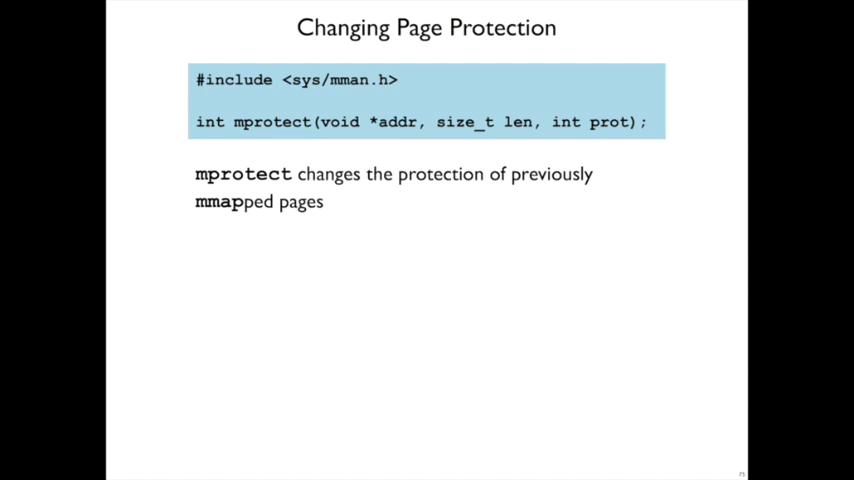 Changing Page Protection
#include <sys/mman.h>
int mprotect(void *addr, size_t len, int prot);
mprotect changes the protection of previously
mmapped pages